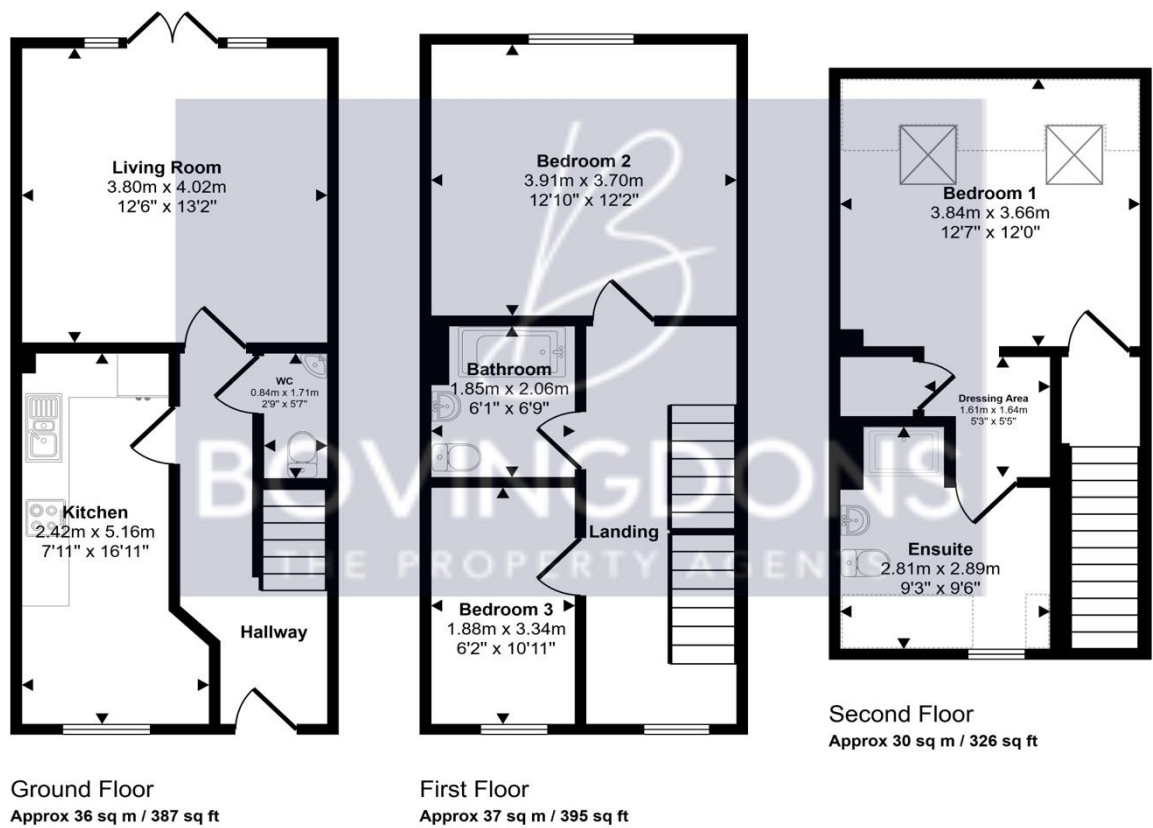 Living Room
3.80m x 4.02m
12'6" x 13'2"
WC
0.84m x 1.71m
2'9" x 5'7"
Kitchen
2.42m x 5.16m
7'11" x 16'11"
Hallway
Ground Floor
Approx 36 sq m / 387 sq ft
Bedroom 2
3.91m x 3.70m
12'10" x 12'2"
Bathroom
1.85m x 2.06m
6'1" x 6'9"
Landing
Bedroom 3
1.88m x 3.34m
6'2" x 10'11"
First Floor
Approx 37 sq m / 395 sq ft
Bedroom 1
3.84m x 3.66m
12'7" x 12'0"
Dressing Area
1.61m x 1.64m
5'3" x 5'5"
Ensuite
2.81m x 2.89m
9'3" x 9'6"
Second Floor
Approx 30 sq m / 326 sq ft
B
BOVINGDONS
THE PROPERTY AGENTS